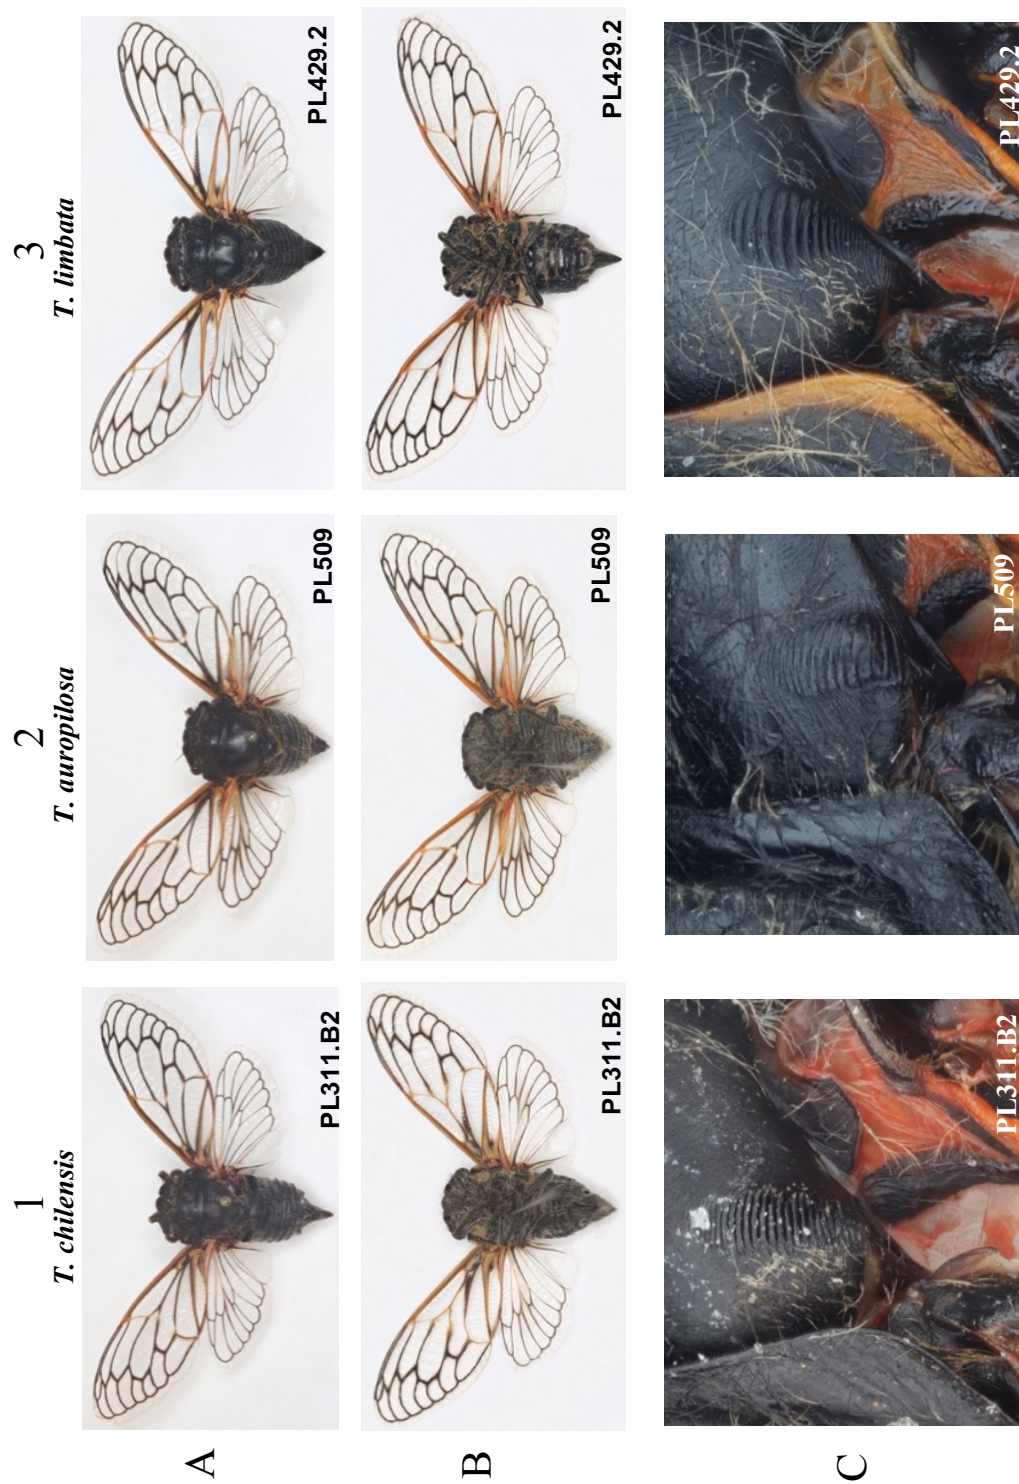 1
T. chilensis
2
T. auropilosa
3
T. limbata
A
PL311.B2
PL509
PL429.2
B
PL311.B2
PL509
PL429.2
C
PL311.B2
PL509
PL429.2